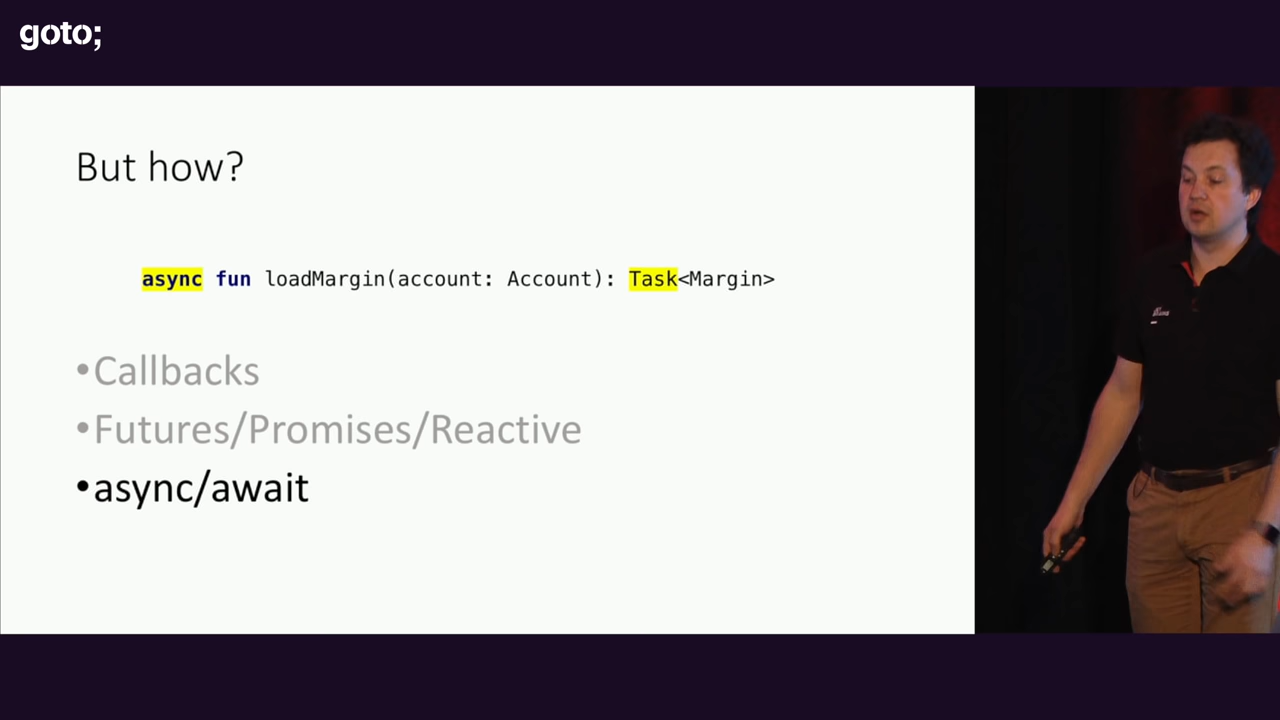 goto;
But how?
async fun loadMargin(account: Account): Task<Margin>
•Callbacks
•Futures/Promises/Reactive
•async/await